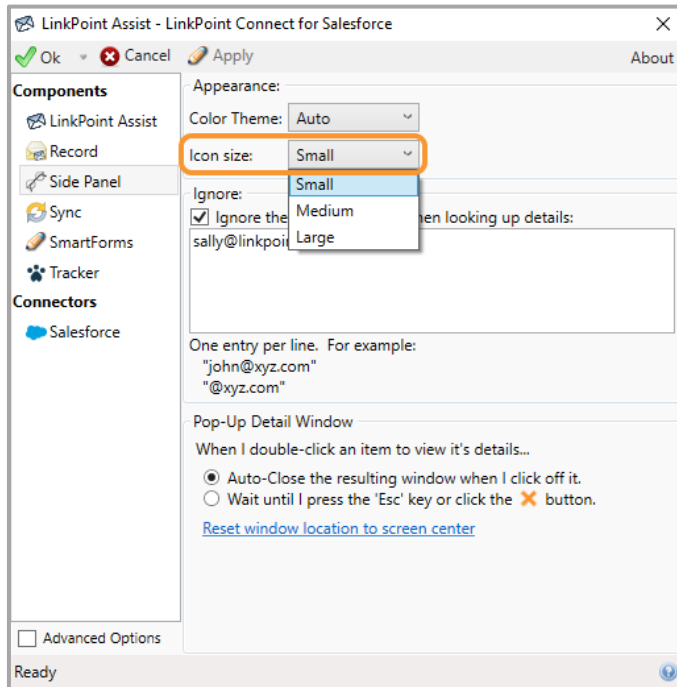 LinkPoint Assist - LinkPoint Connect for Salesforce
Ok Cancel Apply About
Components
LinkPoint Assist
Record
Side Panel
Sync
SmartForms
Tracker
Connectors
Salesforce
Advanced Options
Appearance:
Color Theme: Auto
Icon size: Small
Small
Medium
Large
Ignore:
Ignore the hen looking up details:
sally@linkpoi
One entry per line. For example:
"john@xyz.com"
"@xyz.com"
Pop-Up Detail Window
When I double-click an item to view it's details...
Auto-Close the resulting window when I click off it.
Wait until I press the 'Esc' key or click the button.
Reset window location to screen center
Ready